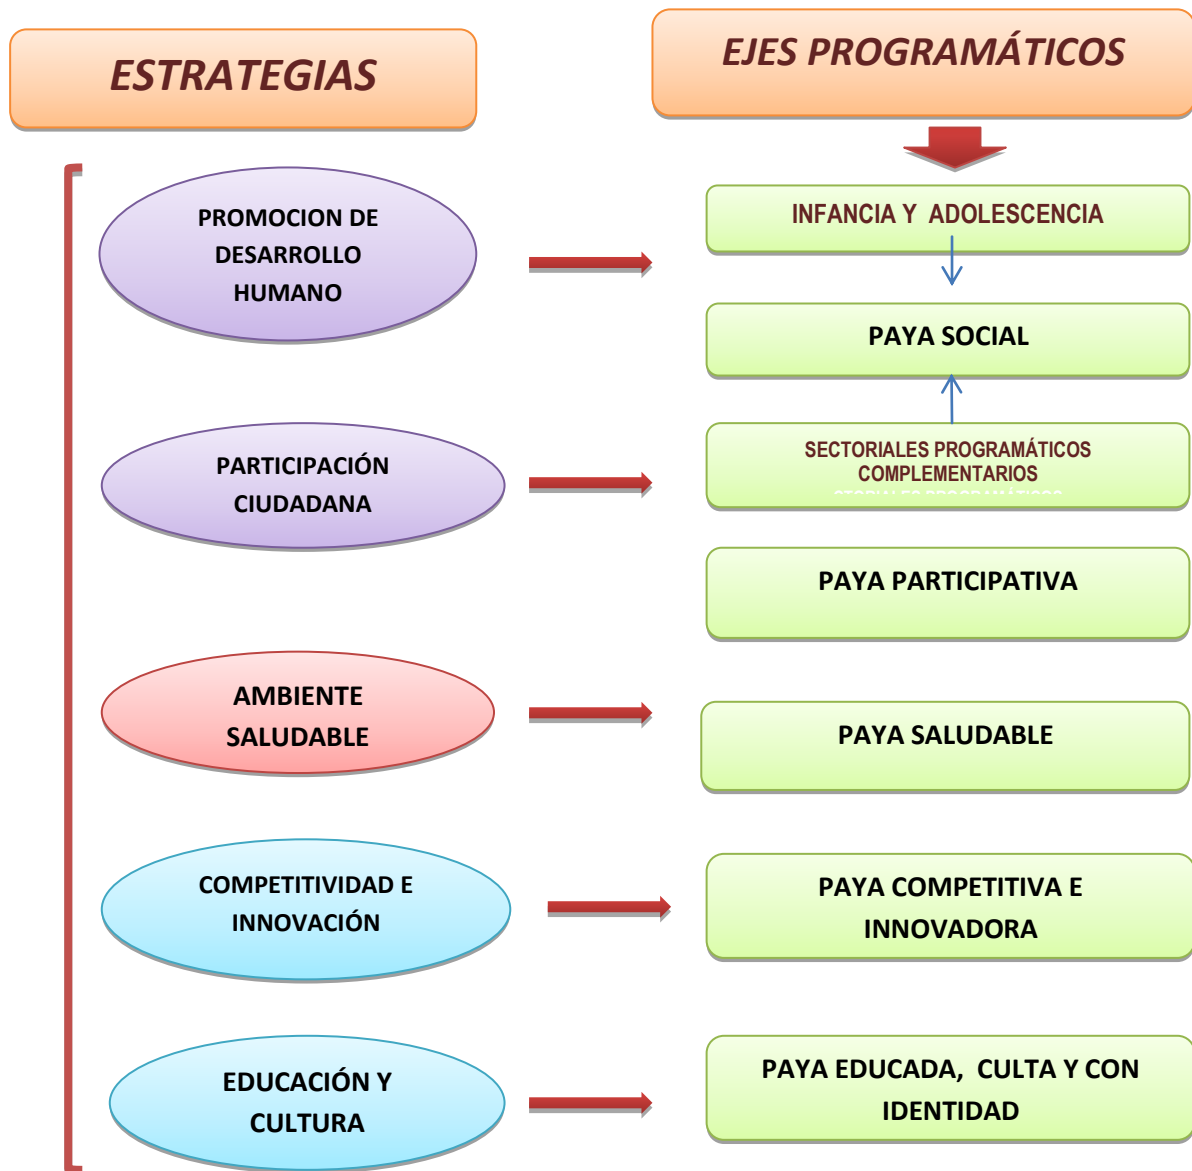 ESTRATEGIAS
EJES PROGRAMÁTICOS
PROMOCION DE
DESARROLLO
HUMANO
INFANCIA Y ADOLESCENCIA
PAYA SOCIAL
PARTICIPACIÓN
CIUDADANA
SECTORIALES PROGRAMÁTICOS
COMPLEMENTARIOS
PAYA PARTICIPATIVA
AMBIENTE
SALUDABLE
PAYA SALUDABLE
COMPETITIVIDAD E
INNOVACIÓN
PAYA COMPETITIVA E
INNOVADORA
EDUCACIÓN Y
CULTURA
PAYA EDUCADA, CULTA Y CON
IDENTIDAD